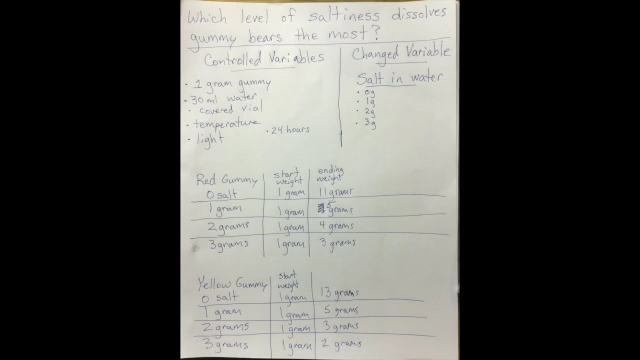 Which level of saltiness dissolves
gummy bears the most?
Controlled Variables
• 1 gram gummy
• 30 ml water
• covered vial
• temperature
• light
• 24 hours
Changed Variable
Salt in water
• 0g
• 1g
• 2g
• 3g
Red Gummy start weight ending weight
0 salt 1 gram 11 grams
1 gram 1 gram 5 grams
2 grams 1 gram 4 grams
3 grams 1 gram 3 grams
Yellow Gummy start weight
0 salt 1 gram 13 grams
1 gram 1 gram 5 grams
2 grams 1 gram 3 grams
3 grams 1 gram 2 grams